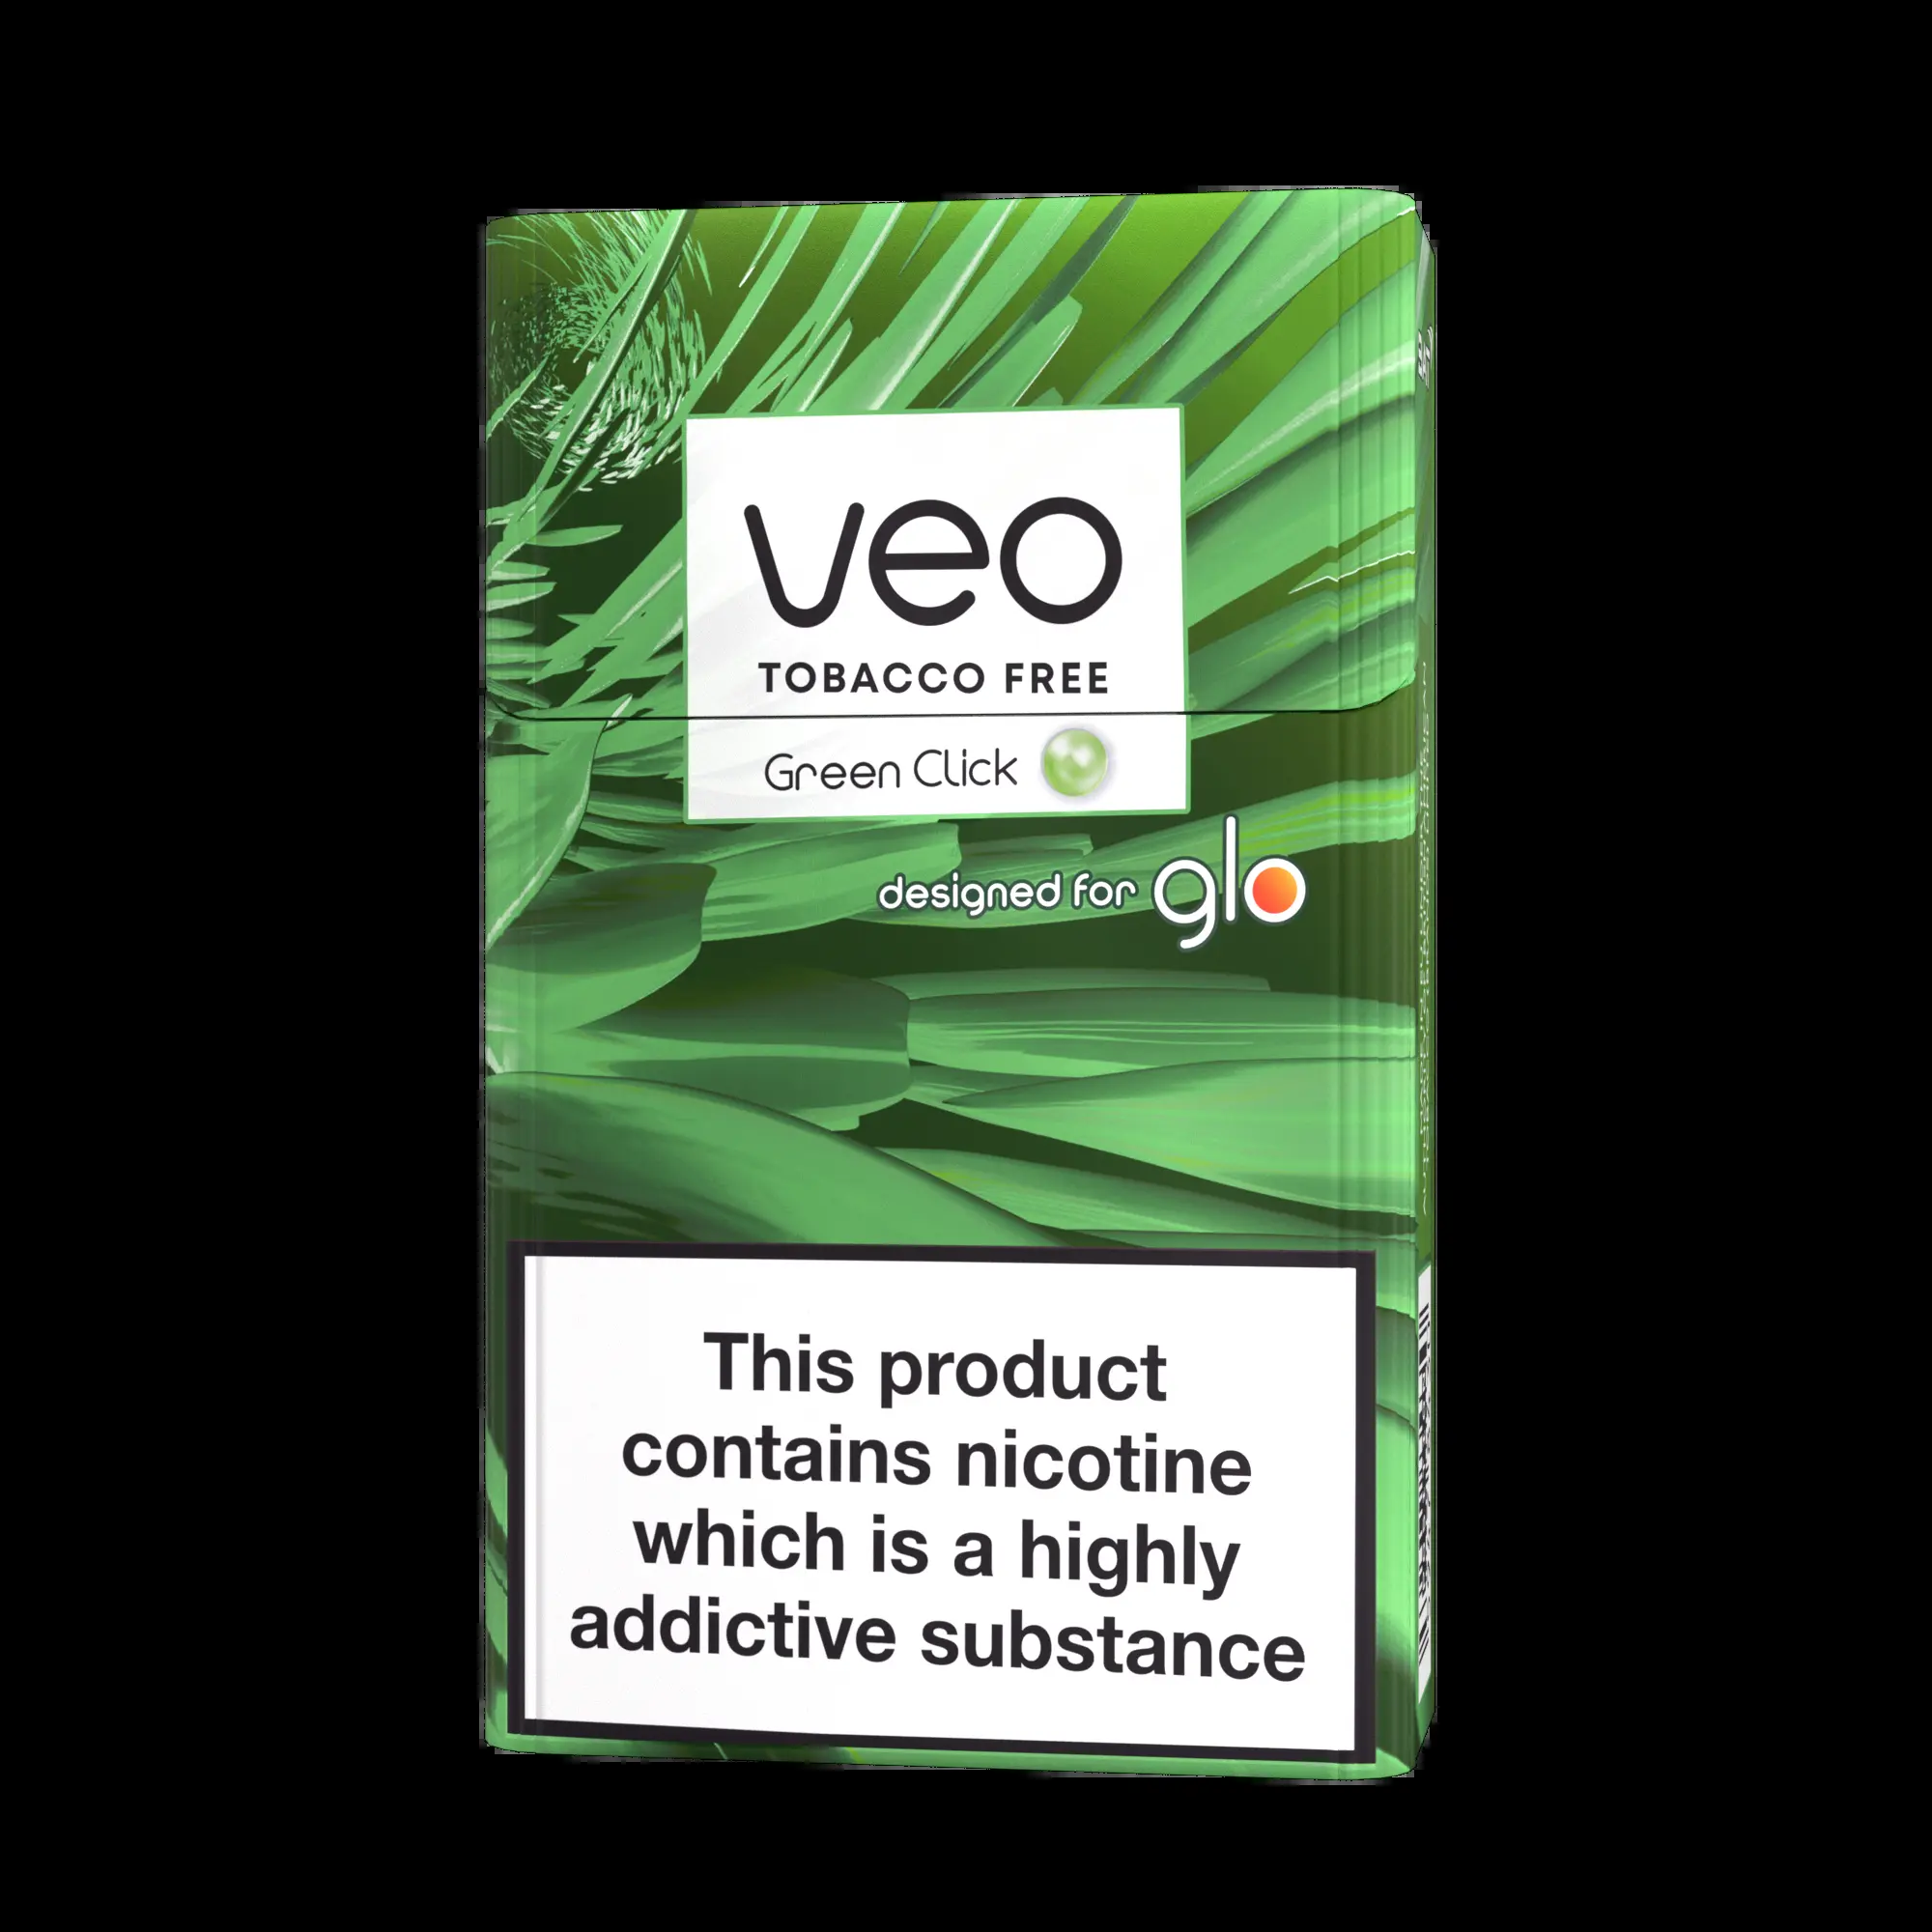 veo
TOBACCO FREE
Green Click
designed for glo
This product
contains nicotine
which is a highly
addictive substance